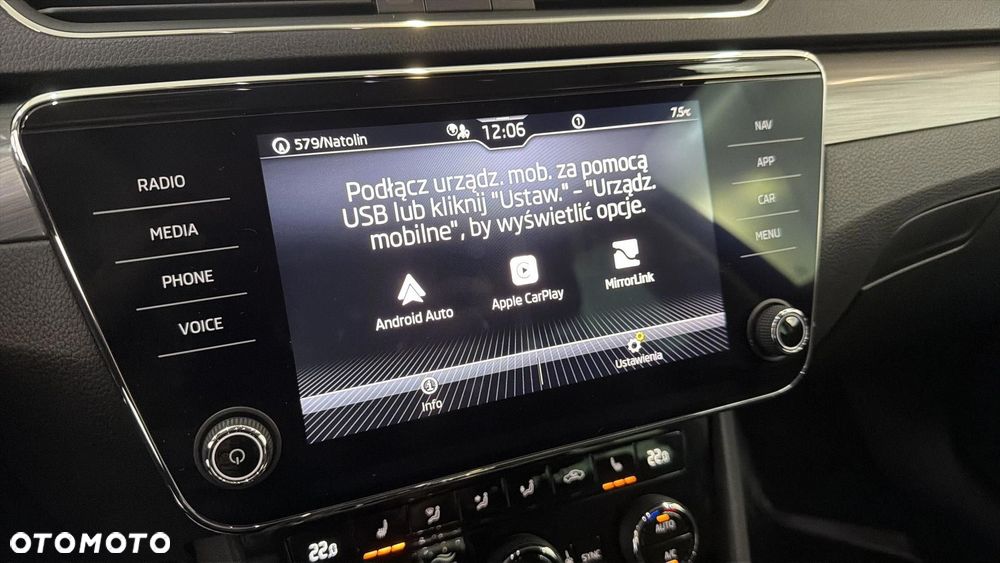 579/Natolin
12:06
1
7.5°C
RADIO
MEDIA
PHONE
VOICE
Podłącz urządz. mob. za pomocą
USB lub kliknij "Ustaw." – "Urządz.
mobilne", by wyświetlić opcje.
Android Auto
Apple CarPlay
MirrorLink
Info
Ustawienia
NAV
APP
CAR
MENU
22.0
22.0
AUTO
SYNC
A/C
OTOMOTO